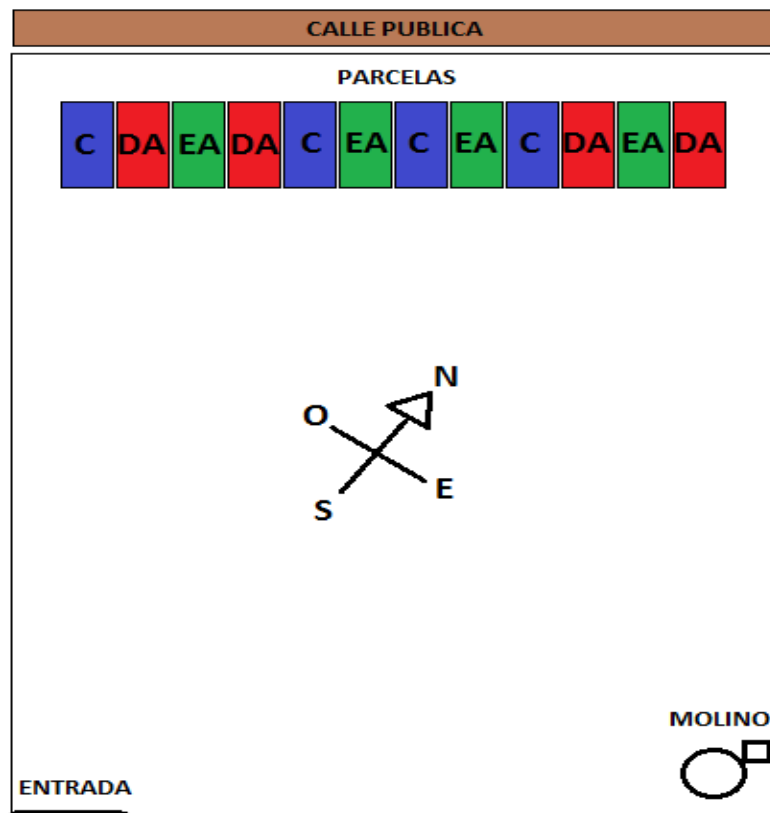 CALLE PUBLICA
PARCELAS
C DA EA DA C EA C EA C DA EA DA
N
O
E
S
MOLINO
ENTRADA